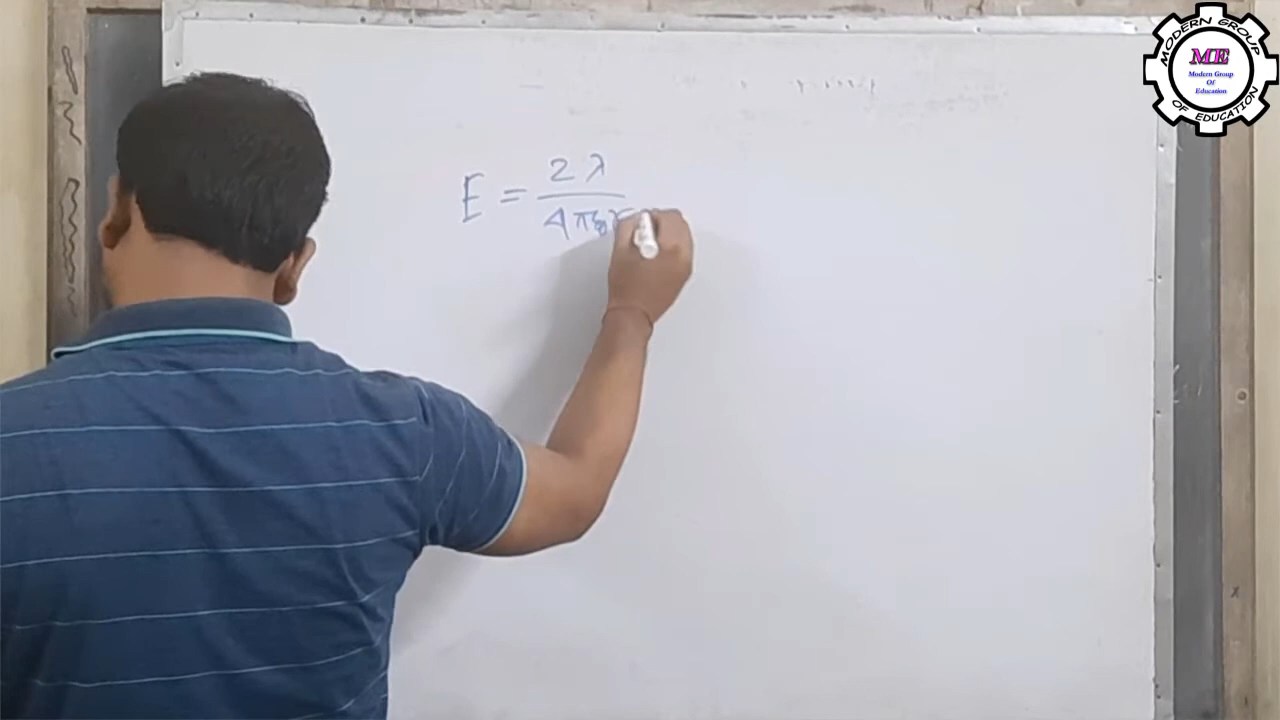 MODERN GROUP
ME
Modern Group
Of
Education
OF EDUCATION
E = 2λ
4πε₀r